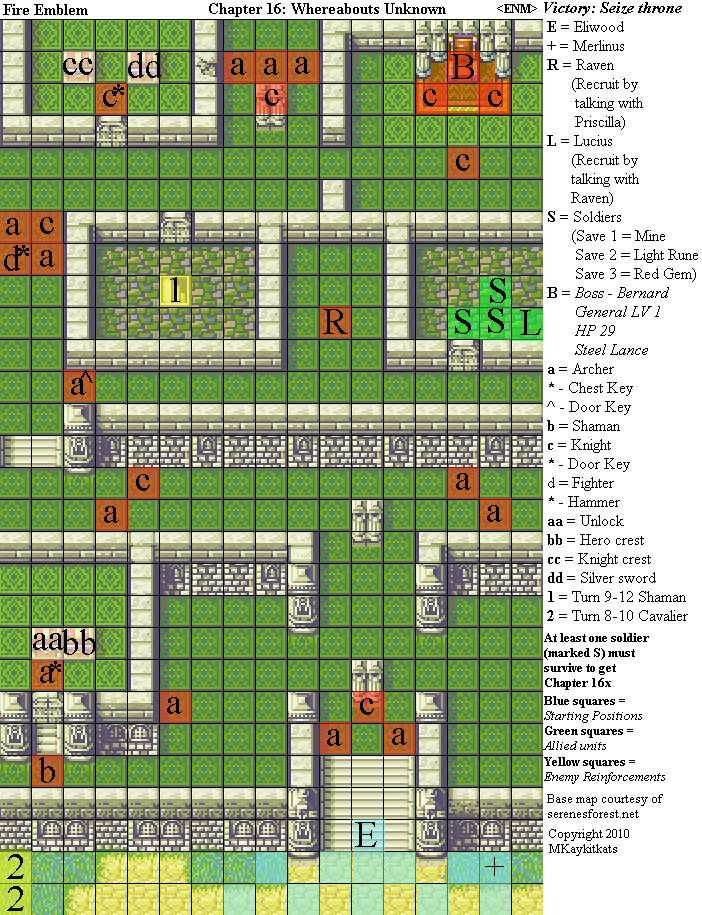 Fire Emblem Chapter 16: Whereabouts Unknown <ENM> Victory: Seize throne
E = Eliwood
+ = Merlinus
R = Raven
(Recruit by
talking with
Priscilla)
L = Lucius
(Recruit by
talking with
Raven)
S = Soldiers
(Save 1 = Mine
Save 2 = Light Rune
Save 3 = Red Gem)
B = Boss - Bernard
General LV 1
HP 29
Steel Lance
a = Archer
* - Chest Key
^ - Door Key
b = Shaman
c = Knight
* - Door Key
d = Fighter
* - Hammer
aa = Unlock
bb = Hero crest
cc = Knight crest
dd = Silver sword
1 = Turn 9-12 Shaman
2 = Turn 8-10 Cavalier
At least one soldier
(marked S) must
survive to get
Chapter 16x
Blue squares =
Starting Positions
Green squares =
Allied units
Yellow squares =
Enemy Reinforcements
Base map courtesy of
serenesforest.net
Copyright 2010
MKaykitkats
cc dd a a a B
c* c c c
c
a c
d* a
1 S
R S S L
a^
c a
a a
aa bb
a*
a c
a a
b
E
2 +
2